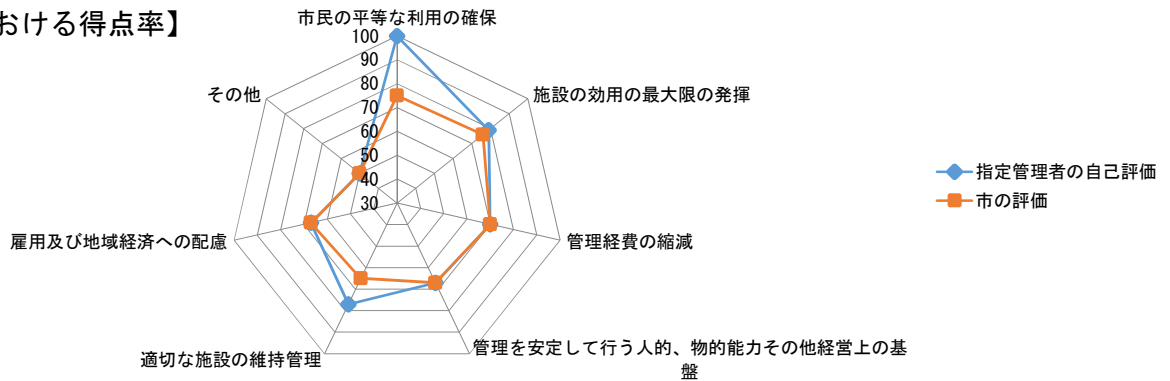 おける得点率】
市民の平等な利用の確保
100
90
80
70
60
50
40
30
施設の効用の最大限の発揮
管理経費の縮減
管理を安定して行う人的、物的能力その他経営上の基
盤
適切な施設の維持管理
雇用及び地域経済への配慮
その他
指定管理者の自己評価
市の評価